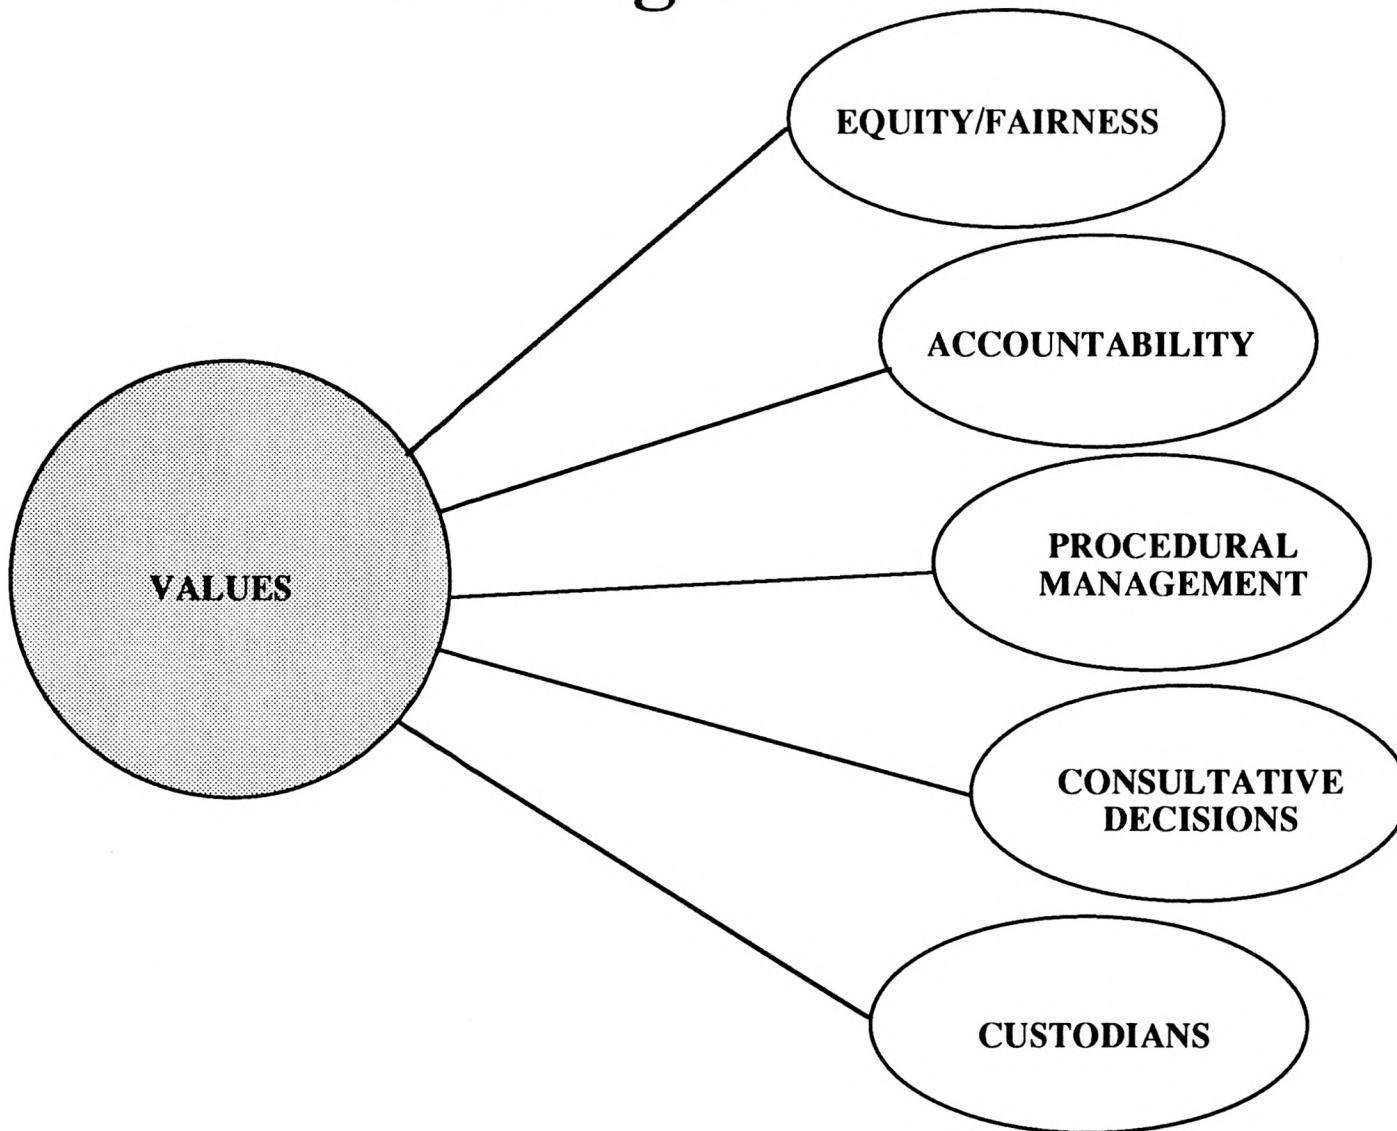 EQUITY/FAIRNESS
ACCOUNTABILITY
PROCEDURAL
MANAGEMENT
VALUES
CONSULTATIVE
DECISIONS
CUSTODIANS